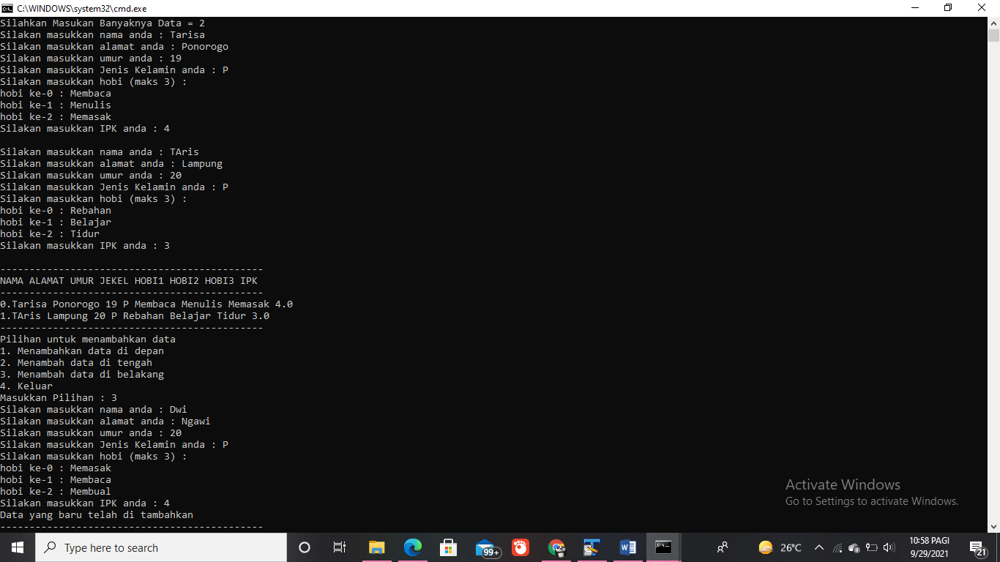 C:\WINDOWS\system32\cmd.exe
Silahkan Masukan Banyaknya Data = 2
Silakan masukkan nama anda : Tarisa
Silakan masukkan alamat anda : Ponorogo
Silakan masukkan umur anda : 19
Silakan masukkan Jenis Kelamin anda : P
Silakan masukkan hobi (maks 3) :
hobi ke-0 : Membaca
hobi ke-1 : Menulis
hobi ke-2 : Memasak
Silakan masukkan IPK anda : 4
Silakan masukkan nama anda : TAris
Silakan masukkan alamat anda : Lampung
Silakan masukkan umur anda : 20
Silakan masukkan Jenis Kelamin anda : P
Silakan masukkan hobi (maks 3) :
hobi ke-0 : Rebahan
hobi ke-1 : Belajar
hobi ke-2 : Tidur
Silakan masukkan IPK anda : 3
---------------------------------------------
NAMA ALAMAT UMUR JEKEL HOBI1 HOBI2 HOBI3 IPK
---------------------------------------------
0.Tarisa Ponorogo 19 P Membaca Menulis Memasak 4.0
1.TAris Lampung 20 P Rebahan Belajar Tidur 3.0
---------------------------------------------
Pilihan untuk menambahkan data
1. Menambahkan data di depan
2. Menambah data di tengah
3. Menambah data di belakang
4. Keluar
Masukkan Pilihan : 3
Silakan masukkan nama anda : Dwi
Silakan masukkan alamat anda : Ngawi
Silakan masukkan umur anda : 20
Silakan masukkan Jenis Kelamin anda : P
Silakan masukkan hobi (maks 3) :
hobi ke-0 : Memasak
hobi ke-1 : Membaca
hobi ke-2 : Membual
Silakan masukkan IPK anda : 4
Data yang baru telah di tambahkan
---------------------------------------------
Activate Windows
Go to Settings to activate Windows.
Type here to search
99+
26°C
10:58 PAGI
9/29/2021
21